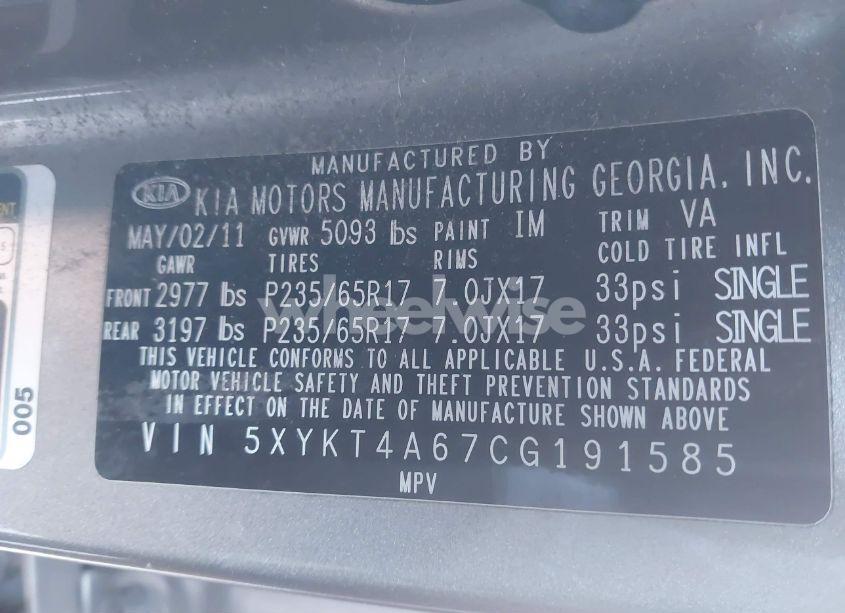 MANUFACTURED BY
KIA KIA MOTORS MANUFACTURING GEORGIA, INC.
MAY/02/11 GVWR 5093 lbs PAINT IM TRIM VA
GAWR TIRES RIMS COLD TIRE INFL
FRONT 2977 lbs P235/65R17 7.0JX17 33psi SINGLE
wheelwise
REAR 3197 lbs P235/65R17 7.0JX17 33psi SINGLE
THIS VEHICLE CONFORMS TO ALL APPLICABLE U.S.A. FEDERAL
MOTOR VEHICLE SAFETY AND THEFT PREVENTION STANDARDS
IN EFFECT ON THE DATE OF MANUFACTURE SHOWN ABOVE
VIN 5XYKT4A67CG191585
MPV
005